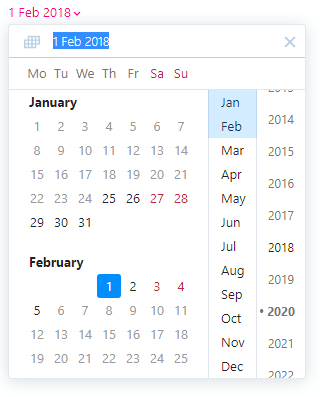 1 Feb 2018
1 Feb 2018
Mo Tu We Th Fr Sa Su
January
1 2 3 4 5 6 7
8 9 10 11 12 13 14
15 16 17 18 19 20 21
22 23 24 25 26 27 28
29 30 31
February
1 2 3 4
5 6 7 8 9 10 11
12 13 14 15 16 17 18
19 20 21 22 23 24 25
Jan
Feb
Mar
Apr
May
Jun
Jul
Aug
Sep
Oct
Nov
Dec
2013
2014
2015
2016
2017
2018
2019
• 2020
2021
2022